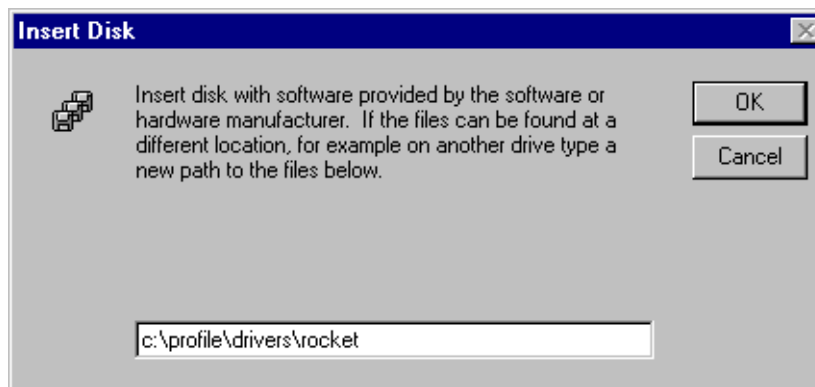 Insert Disk
Insert disk with software provided by the software or
hardware manufacturer. If the files can be found at a
different location, for example on another drive type a
new path to the files below.
OK
Cancel
c:\profile\drivers\rocket